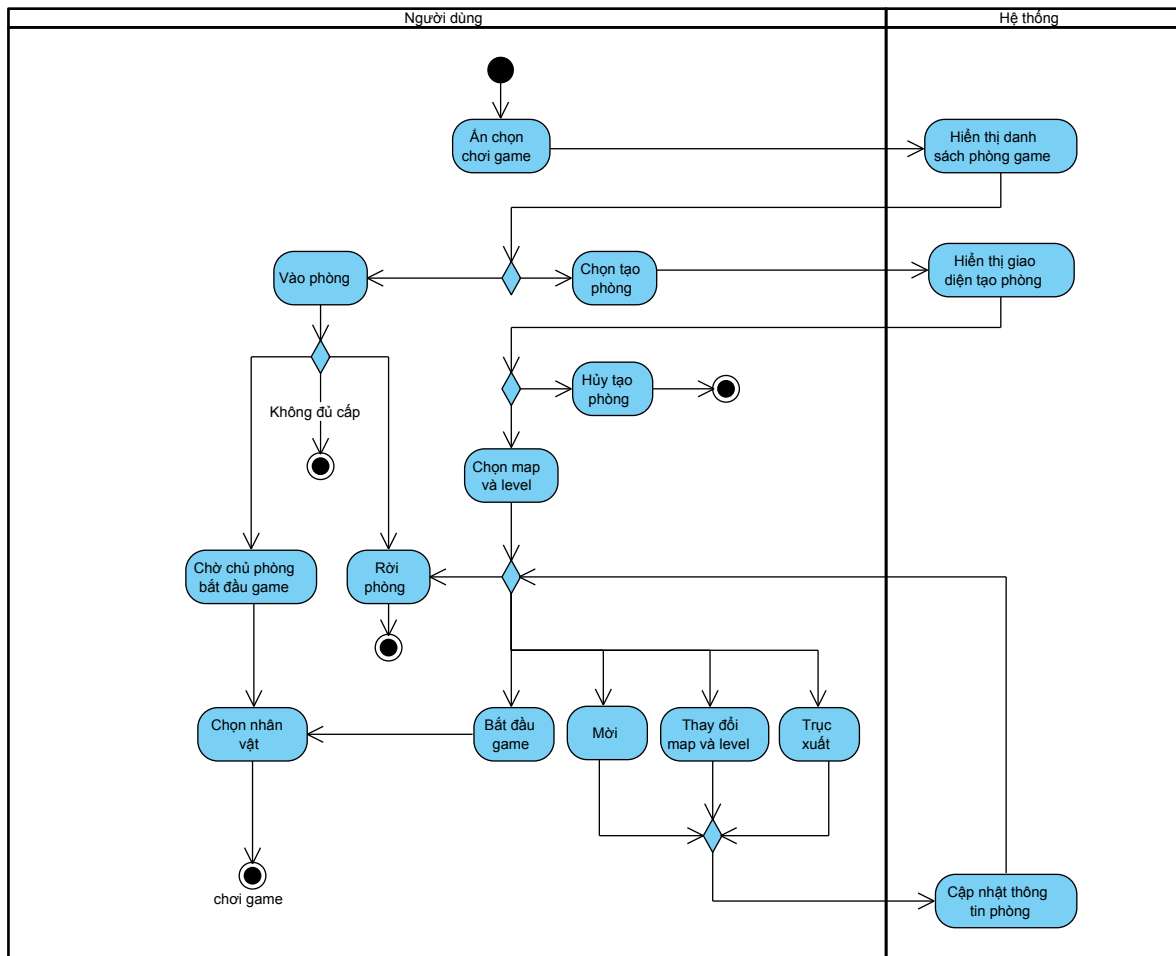 Người dùng
Hệ thống
Ấn chọn
chơi game
Hiển thị danh
sách phòng game
Vào phòng
Chọn tạo
phòng
Hiển thị giao
diện tạo phòng
Hủy tạo
phòng
Không đủ cấp
Chọn map
và level
Chờ chủ phòng
bắt đầu game
Rời
phòng
Chọn nhân
vật
Bắt đầu
game
Mời
Thay đổi
map và level
Trục
xuất
chơi game
Cập nhật thông
tin phòng